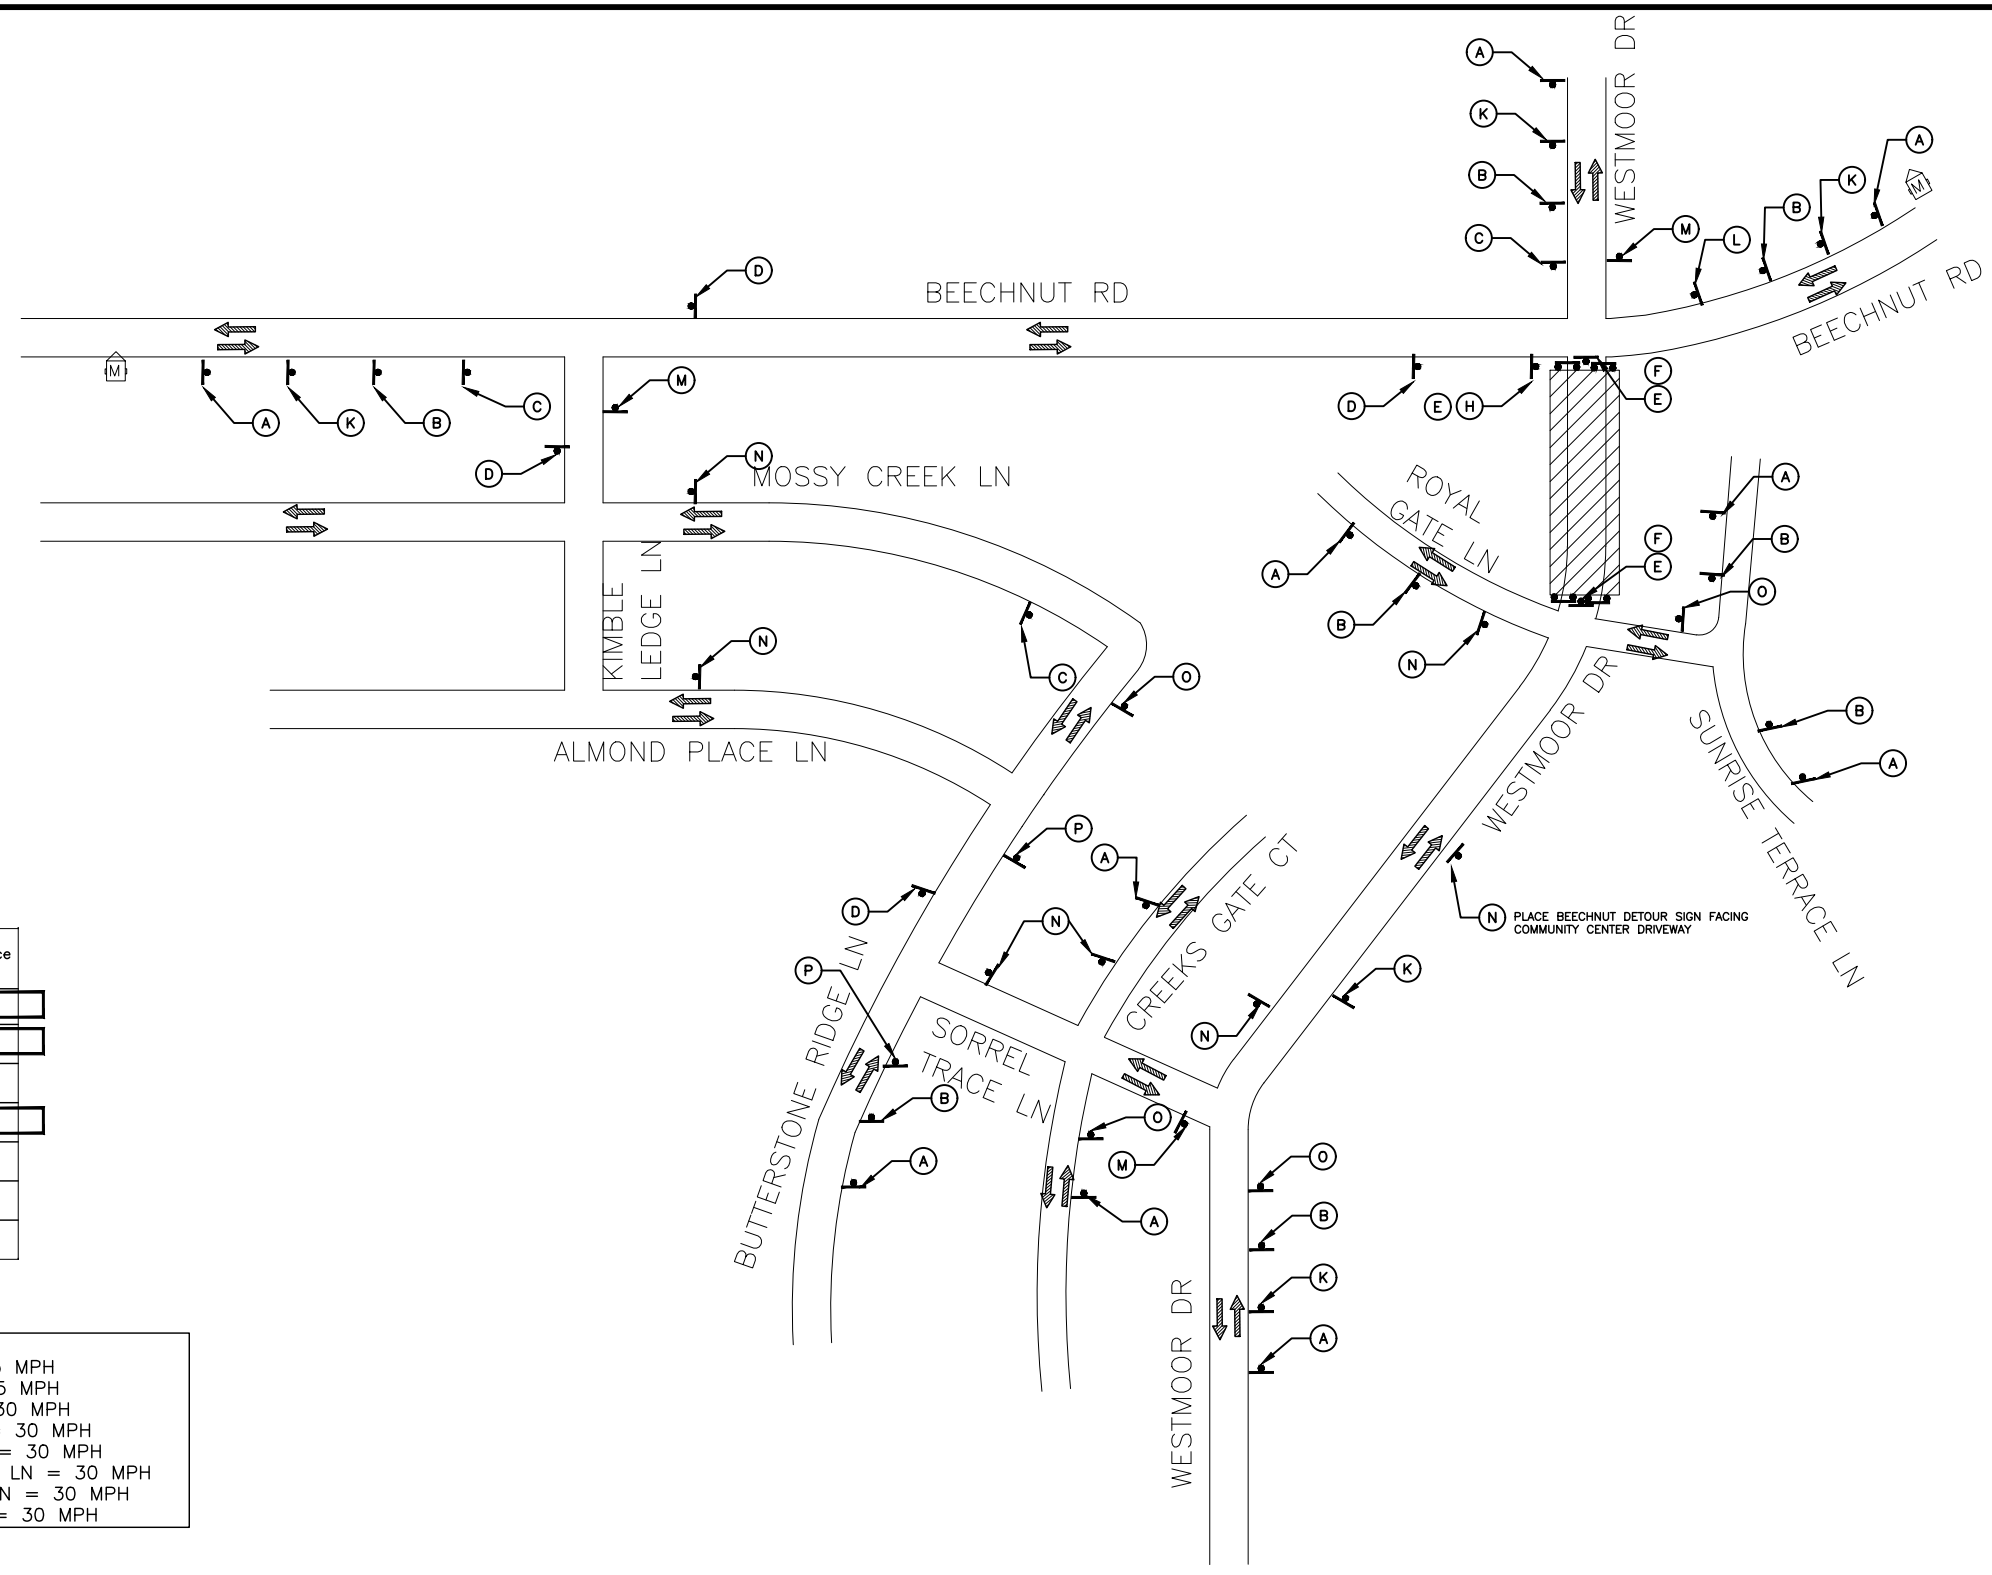 WESTMOOR DR
A
K
B
C
M
A
K
B
L
M
BEECHNUT RD
D
BEECHNUT RD
M
A
K
B
C
M
D
N
D
E
H
F
E
MOSSY CREEK LN
ROYAL
GATE LN
A
B
N
F
E
A
B
O
KIMBLE
LEDGE LN
N
C
O
ALMOND PLACE LN
WESTMOOR DR
SUNRISE TERRACE LN
B
A
P
A
D
N
CREEKS GATE CT
N PLACE BEECHNUT DETOUR SIGN FACING
COMMUNITY CENTER DRIVEWAY
P
K
N
BUTTERSTONE RIDGE LN
SORREL
TRACE LN
B
A
O
M
A
O
B
K
A
WESTMOOR DR
MPH
5 MPH
30 MPH
30 MPH
= 30 MPH
LN = 30 MPH
N = 30 MPH
= 30 MPH